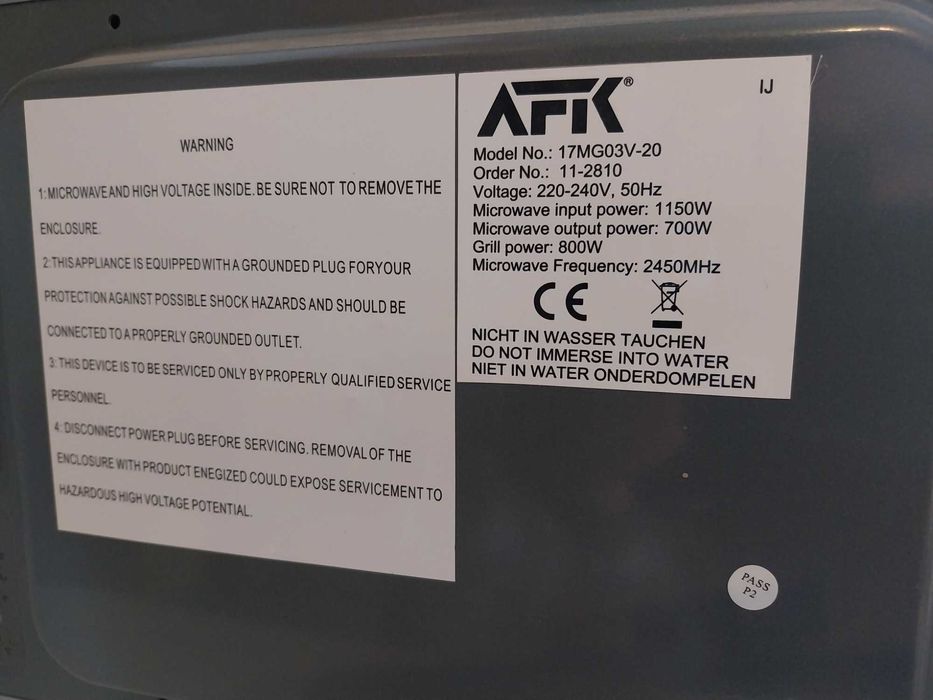 WARNING
1: MICROWAVE AND HIGH VOLTAGE INSIDE. BE SURE NOT TO REMOVE THE
ENCLOSURE.
2: THIS APPLIANCE IS EQUIPPED WITH A GROUNDED PLUG FORYOUR
PROTECTION AGAINST POSSIBLE SHOCK HAZARDS AND SHOULD BE
CONNECTED TO A PROPERLY GROUNDED OUTLET.
3: THIS DEVICE IS TO BE SERVICED ONLY BY PROPERLY QUALIFIED SERVICE
PERSONNEL.
4: DISCONNECT POWER PLUG BEFORE SERVICING. REMOVAL OF THE
ENCLOSURE WITH PRODUCT ENEGIZED COULD EXPOSE SERVICEMENT TO
HAZARDOUS HIGH VOLTAGE POTENTIAL.
AFK®
IJ
Model No.: 17MG03V-20
Order No.: 11-2810
Voltage: 220-240V, 50Hz
Microwave input power: 1150W
Microwave output power: 700W
Grill power: 800W
Microwave Frequency: 2450MHz
CE
NICHT IN WASSER TAUCHEN
DO NOT IMMERSE INTO WATER
NIET IN WATER ONDERDOMPELEN
PASS
P2